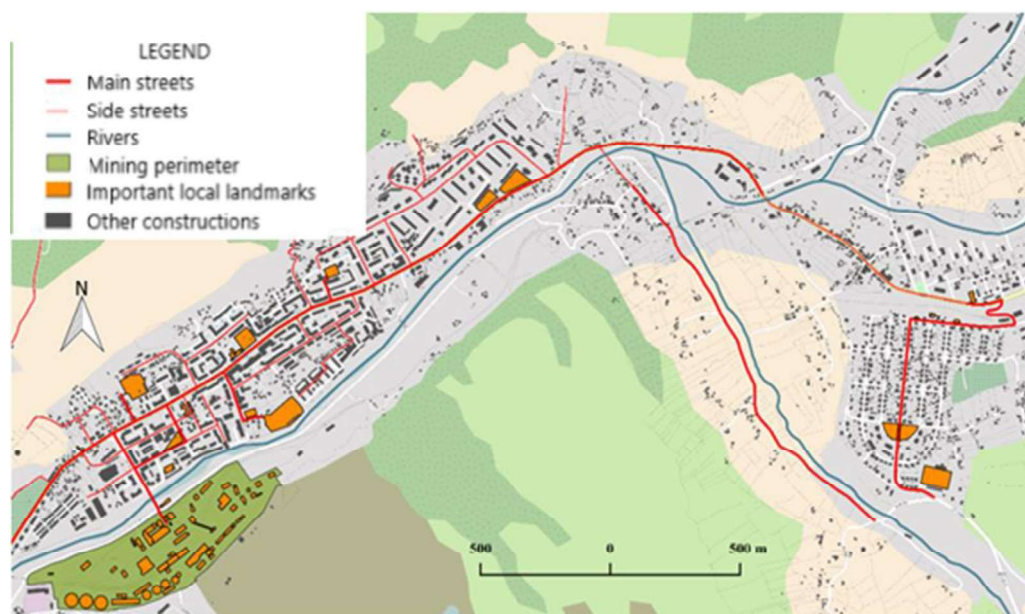 LEGEND
Main streets
Side streets
Rivers
Mining perimeter
Important local landmarks
Other constructions
N
500 0 500 m